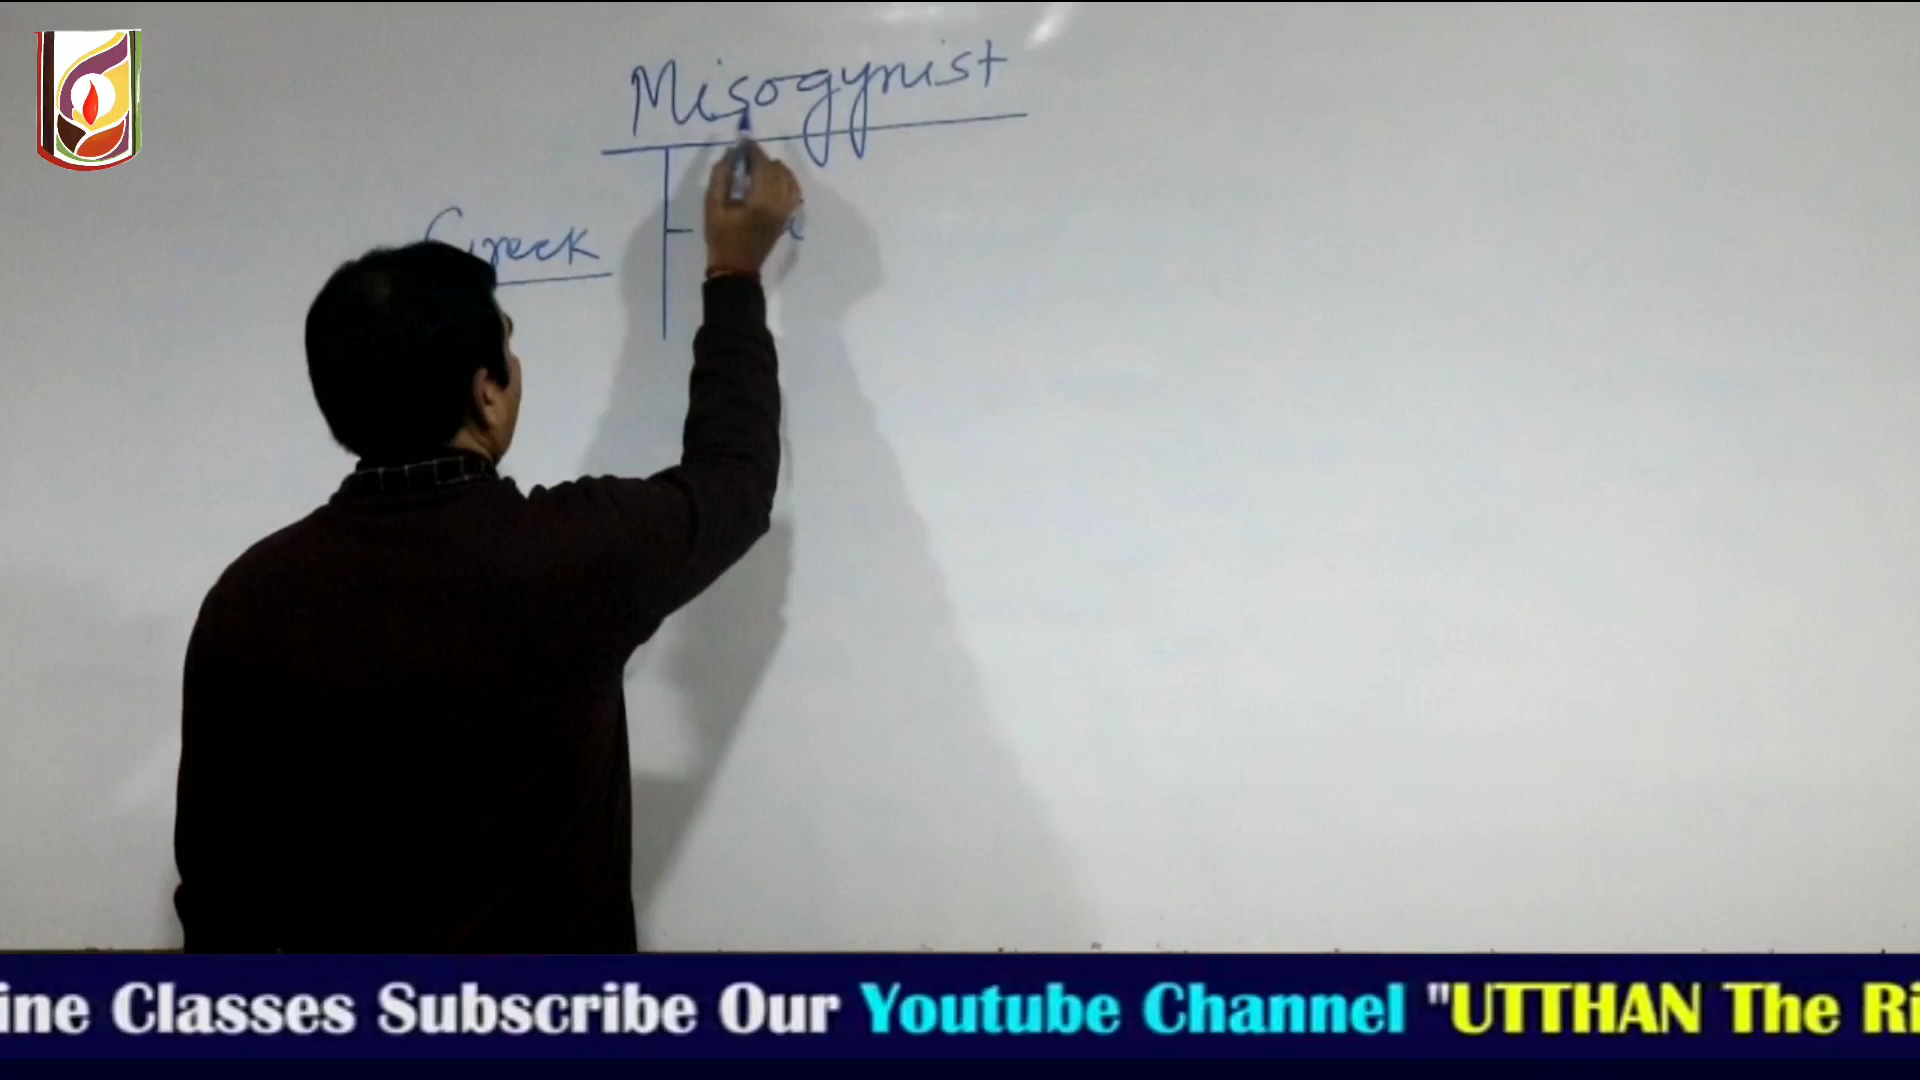 Misogynist
Greek
ine Classes Subscribe Our Youtube Channel "UTTHAN The Ri